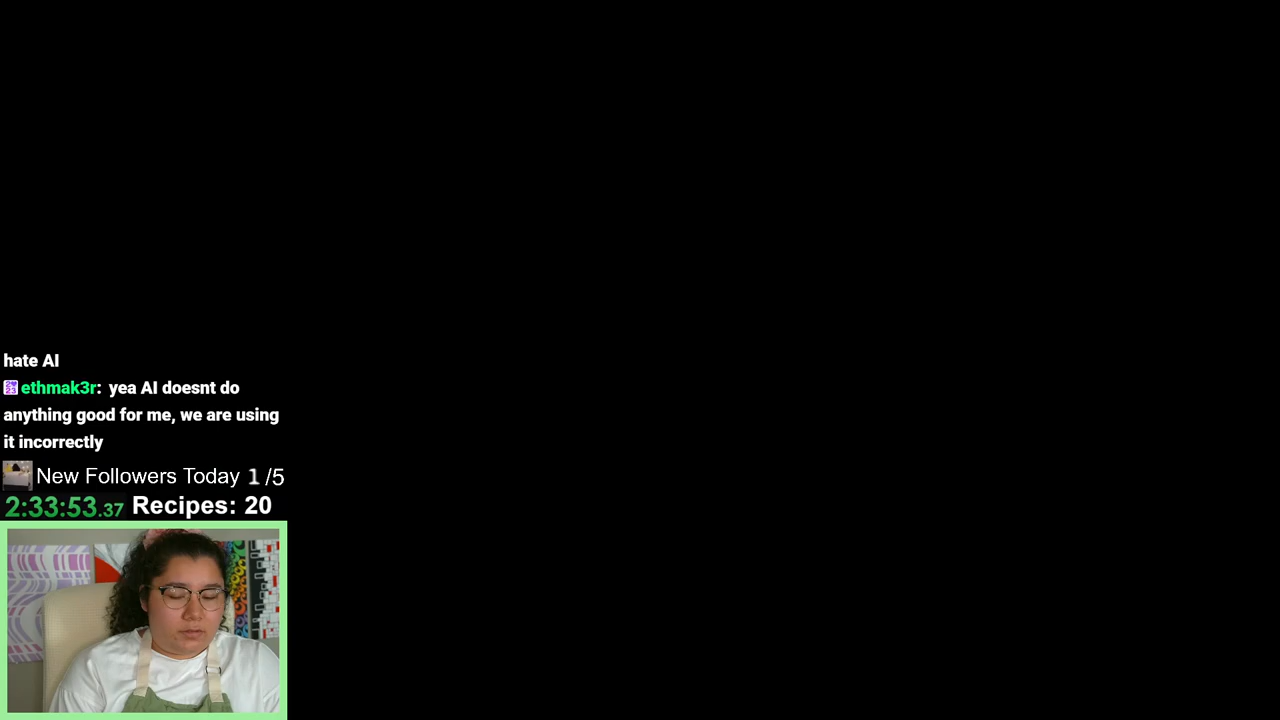 hate AI
ethmak3r: yea AI doesnt do
anything good for me, we are using
it incorrectly
New Followers Today 1 /5
2:33:53.37 Recipes: 20